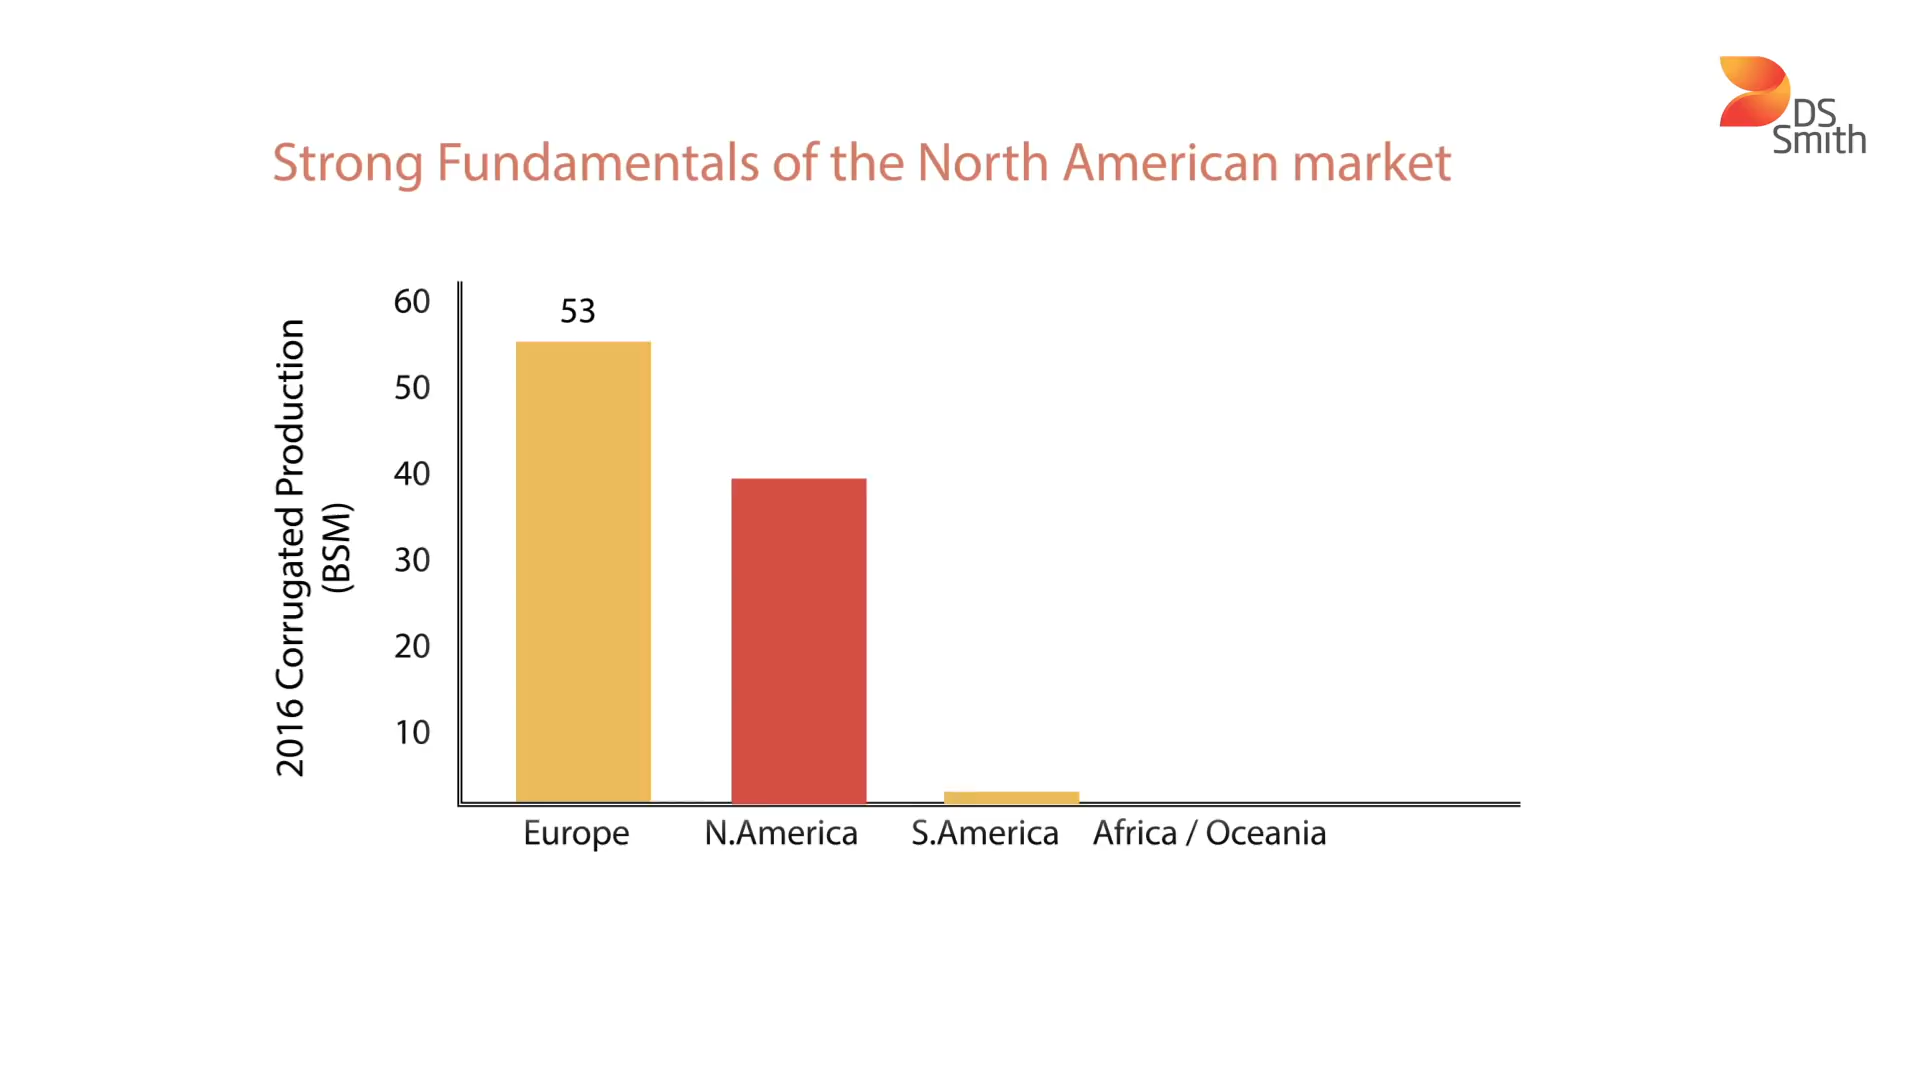 DS
Smith
Strong Fundamentals of the North American market
2016 Corrugated Production
(BSM)
60
50
40
30
20
10
53
Europe
N.America
S.America
Africa / Oceania